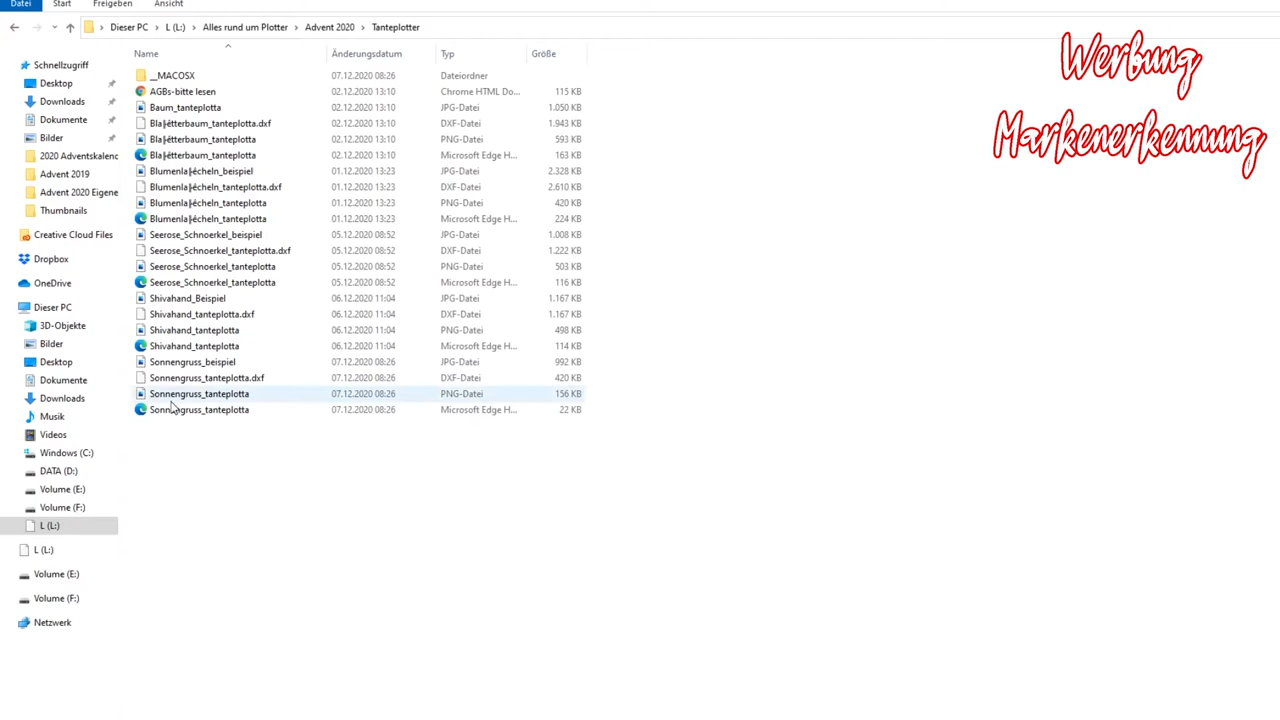 Datei Start Freigeben Ansicht
Dieser PC > L (L:) > Alles rund um Plotter > Advent 2020 > Tanteplotter
Werbung
Markenerkennung
Name Änderungsdatum Typ Größe
__MACOSX 07.12.2020 08:26 Dateiordner
AGBs-bitte lesen 02.12.2020 13:10 Chrome HTML Do... 115 KB
Baum_tanteplotta 02.12.2020 13:10 JPG-Datei 1.050 KB
02.12.2020 13:10 DXF-Datei 1.943 KB
02.12.2020 13:10 PNG-Datei 593 KB
02.12.2020 13:10 Microsoft Edge H... 163 KB
01.12.2020 13:23 JPG-Datei 2.328 KB
01.12.2020 13:23 DXF-Datei 2.610 KB
01.12.2020 13:23 PNG-Datei 420 KB
01.12.2020 13:23 Microsoft Edge H... 224 KB
Seerose_Schnoerkel_beispiel 05.12.2020 08:52 JPG-Datei 1.008 KB
Seerose_Schnoerkel_tanteplotta.dxf 05.12.2020 08:52 DXF-Datei 1.222 KB
Seerose_Schnoerkel_tanteplotta 05.12.2020 08:52 PNG-Datei 503 KB
Seerose_Schnoerkel_tanteplotta 05.12.2020 08:52 Microsoft Edge H... 116 KB
Shivahand_Beispiel 06.12.2020 11:04 JPG-Datei 1.167 KB
Shivahand_tanteplotta.dxf 06.12.2020 11:04 DXF-Datei 1.167 KB
Shivahand_tanteplotta 06.12.2020 11:04 PNG-Datei 498 KB
Shivahand_tanteplotta 06.12.2020 11:04 Microsoft Edge H... 114 KB
Sonnengruss_beispiel 07.12.2020 08:26 JPG-Datei 992 KB
Sonnengruss_tanteplotta.dxf 07.12.2020 08:26 DXF-Datei 420 KB
Sonnengruss_tanteplotta 07.12.2020 08:26 PNG-Datei 156 KB
Sonnengruss_tanteplotta 07.12.2020 08:26 Microsoft Edge H... 22 KB
Schnellzugriff
Desktop
Downloads
Dokumente
Bilder
2020 Adventskalenc
Advent 2019
Advent 2020 Eigene
Thumbnails
Creative Cloud Files
Dropbox
OneDrive
Dieser PC
3D-Objekte
Bilder
Desktop
Dokumente
Downloads
Musik
Videos
Windows (C:)
DATA (D:)
Volume (E:)
Volume (F:)
L (L:)
L (L:)
Volume (E:)
Volume (F:)
Netzwerk